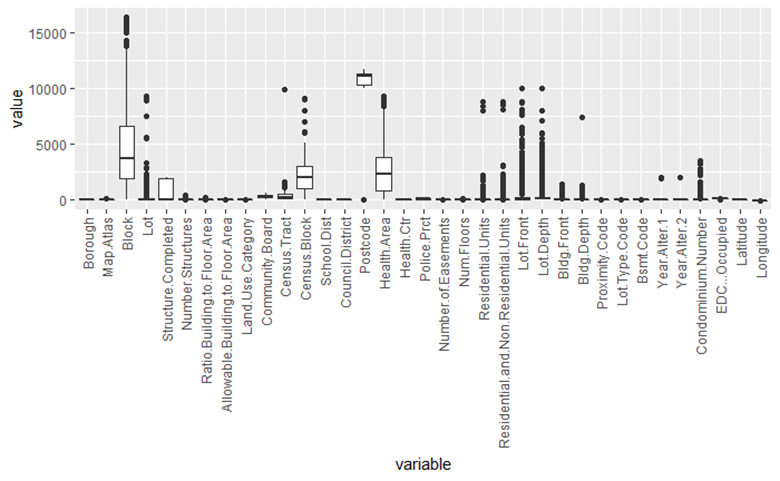 15000
10000
5000
0
value
Borough
Map.Atlas
Block
Lot
Structure.Completed
Number.Structures
Ratio.Building.to.Floor.Area
Allowable.Building.to.Floor.Area
Land.Use.Category
Community.Board
Census.Tract
Census.Block
School.Dist
Council.District
Postcode
Health.Area
Health.Ctr
Police.Prct
Number.of.Easements
Num.Floors
Residential.Units
Residential.and.Non.Residential.Units
Lot.Front
Lot.Depth
Bldg.Front
Bldg.Depth
Proximity.Code
Lot.Type.Code
Bsmt.Code
Year.Alter.1
Year.Alter.2
Condominium.Number
EDC...Occupied
Latitude
Longitude
variable